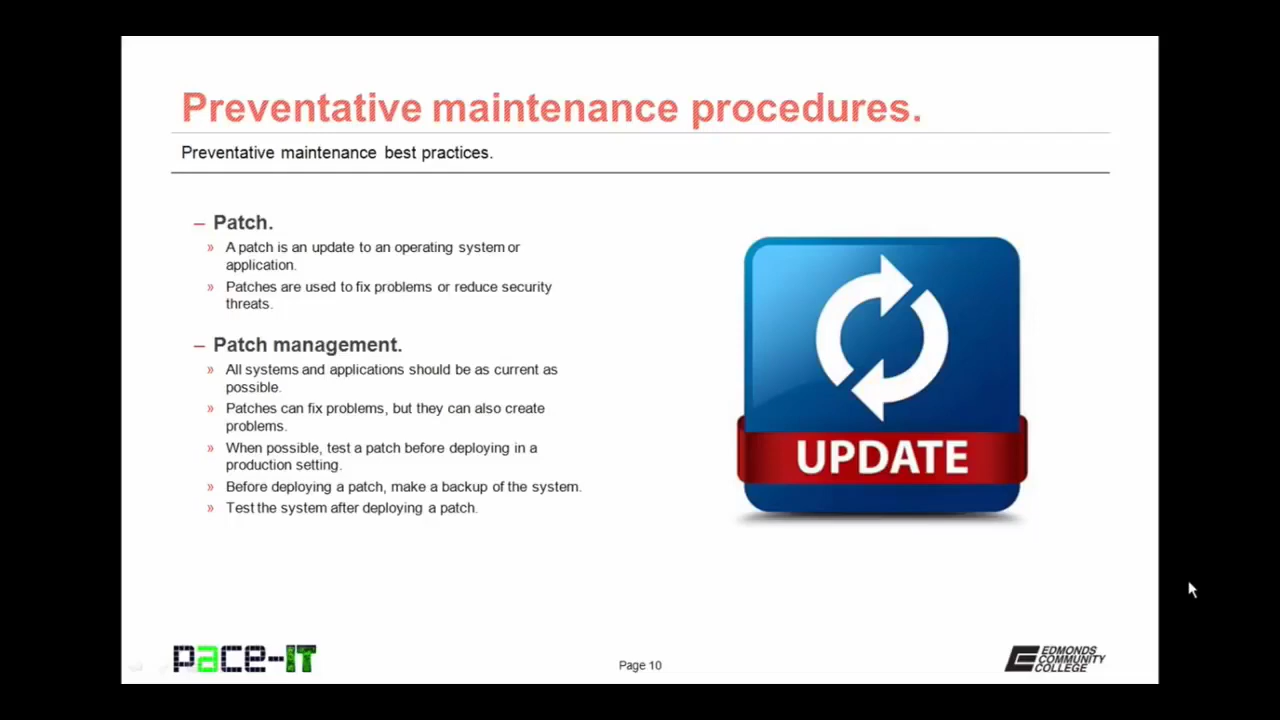 Preventative maintenance procedures.
Preventative maintenance best practices.
– Patch.
» A patch is an update to an operating system or
application.
» Patches are used to fix problems or reduce security
threats.
– Patch management.
» All systems and applications should be as current as
possible.
» Patches can fix problems, but they can also create
problems.
» When possible, test a patch before deploying in a
production setting.
» Before deploying a patch, make a backup of the system.
» Test the system after deploying a patch.
UPDATE
pace-IT
Page 10
EDMONDS
COMMUNITY
COLLEGE